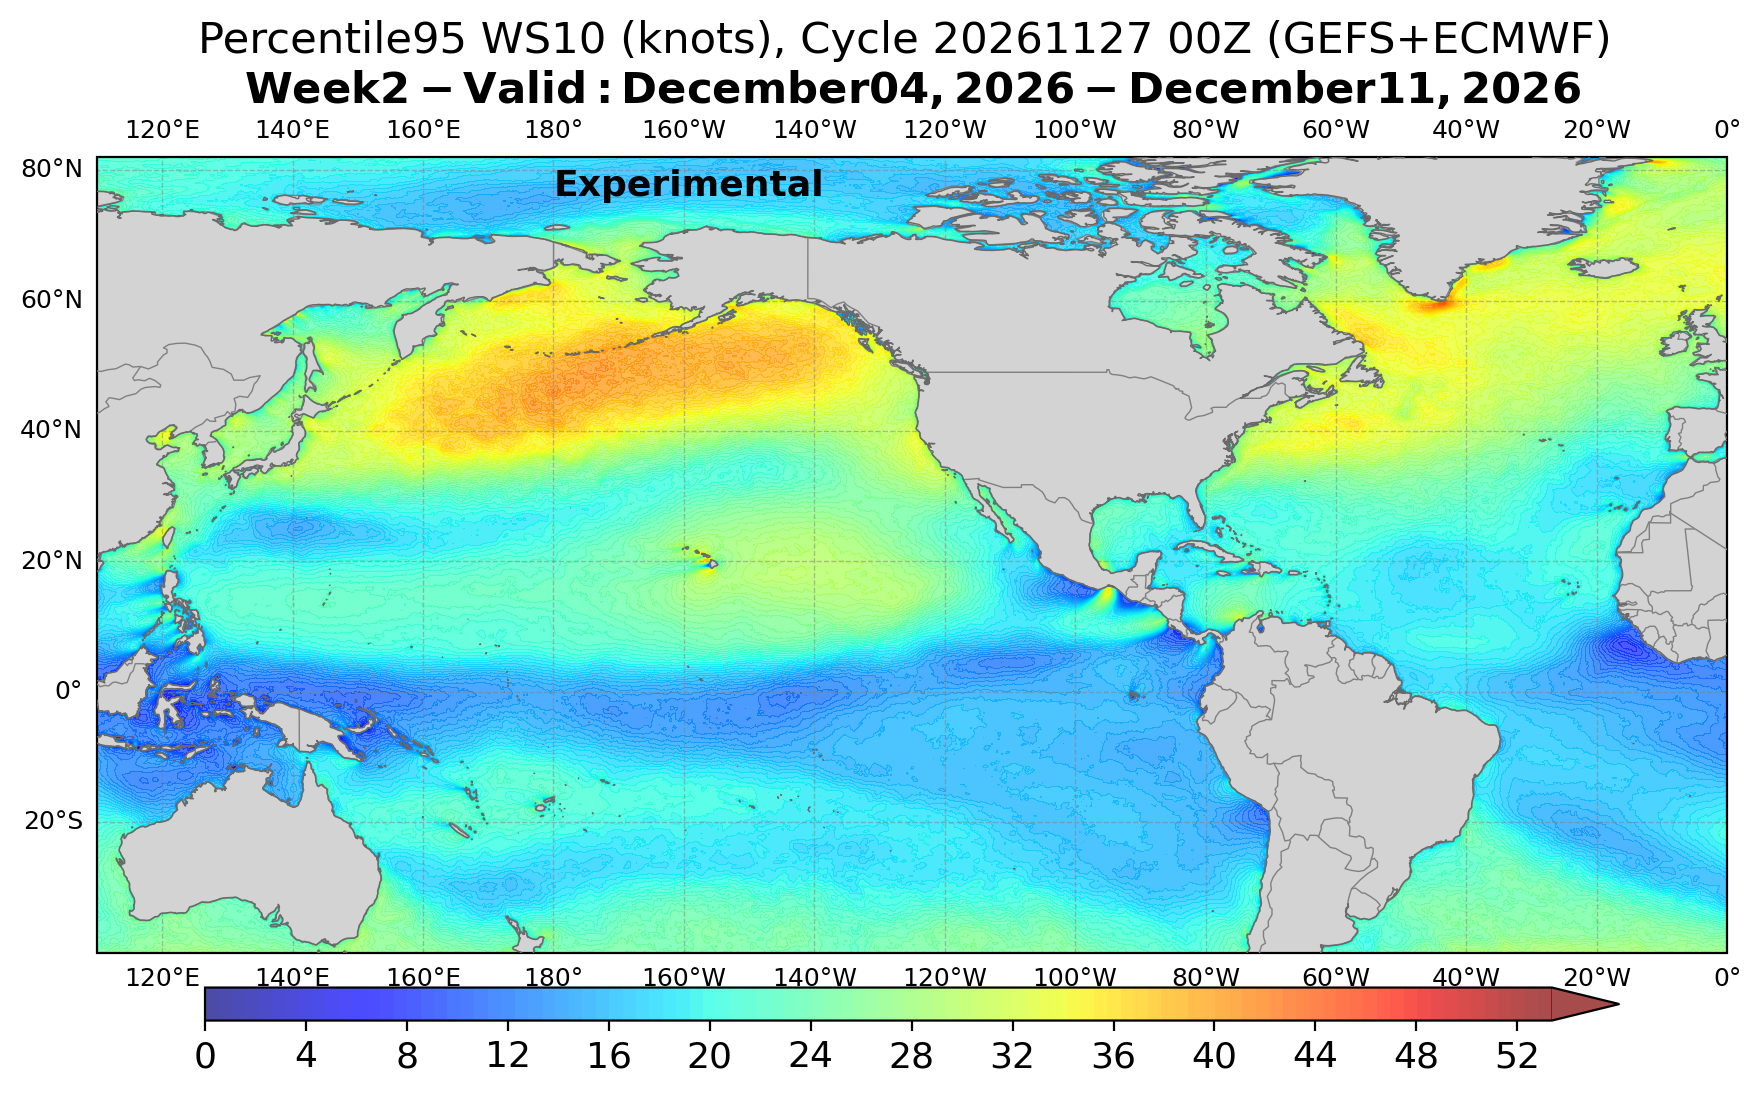 Percentile95 WS10 (knots), Cycle 20261127 00Z (GEFS+ECMWF)
Week2 − Valid : December04, 2026 − December11, 2026
120°E 140°E 160°E 180° 160°W 140°W 120°W 100°W 80°W 60°W 40°W 20°W 0°
80°N
Experimental
60°N
40°N
20°N
0°
20°S
120°E 140°E 160°E 180° 160°W 140°W 120°W 100°W 80°W 60°W 40°W 20°W 0°
0 4 8 12 16 20 24 28 32 36 40 44 48 52